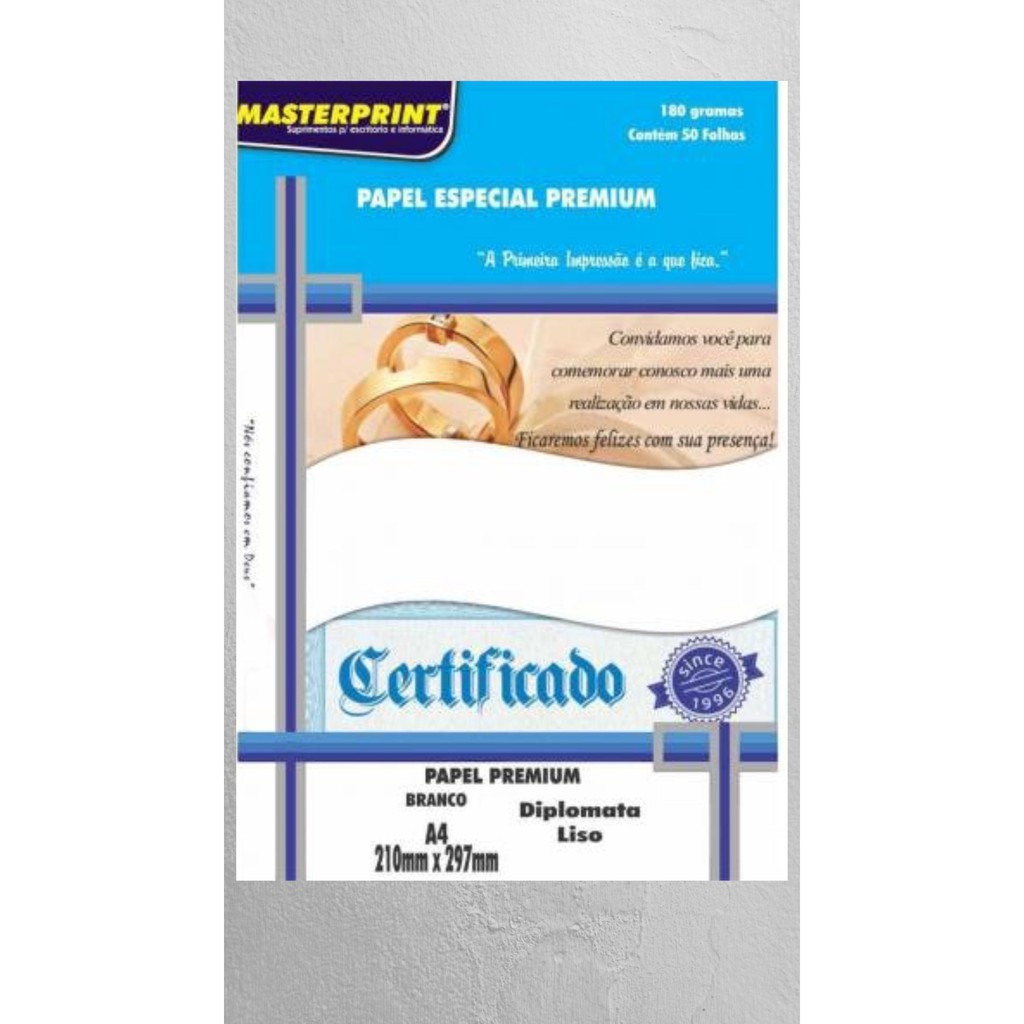 MASTERPRINT®
Suprimentos p/ escritorio e informática
180 gramas
Contém 50 Folhas
PAPEL ESPECIAL PREMIUM
"A Primeira Impressão é a que fica."
Convidamos você para
comemorar conosco mais uma
realização em nossas vidas...
Ficaremos felizes com sua presença!
"Nós confiamos em Deus"
Certificado
since
1996
PAPEL PREMIUM
BRANCO
Diplomata
Liso
A4
210mm x 297mm